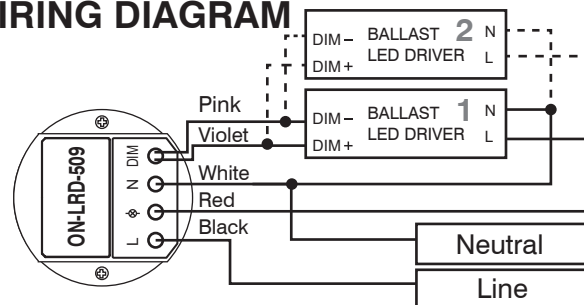 IRING DIAGRAM
DIM– BALLAST 2 N
DIM+ LED DRIVER L
DIM– BALLAST 1 N
DIM+ LED DRIVER L
Pink
Violet
White
Red
Black
ON-LRD-509
DIM
N
L
Neutral
Line